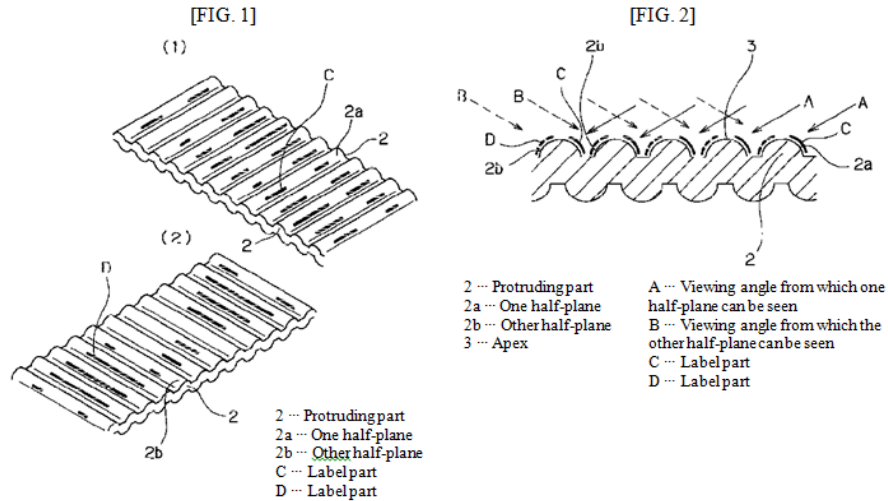 [FIG. 1]
(1)
C
2a
2
2
(2)
D
2
2b
2 ··· Protruding part
2a ··· One half-plane
2b ··· Other half-plane
C ··· Label part
D ··· Label part
[FIG. 2]
2b
3
C
B
B
A
A
D
C
2b
2a
2
2 ··· Protruding part
2a ··· One half-plane
2b ··· Other half-plane
3 ··· Apex
A ··· Viewing angle from which one
half-plane can be seen
B ··· Viewing angle from which the
other half-plane can be seen
C ··· Label part
D ··· Label part